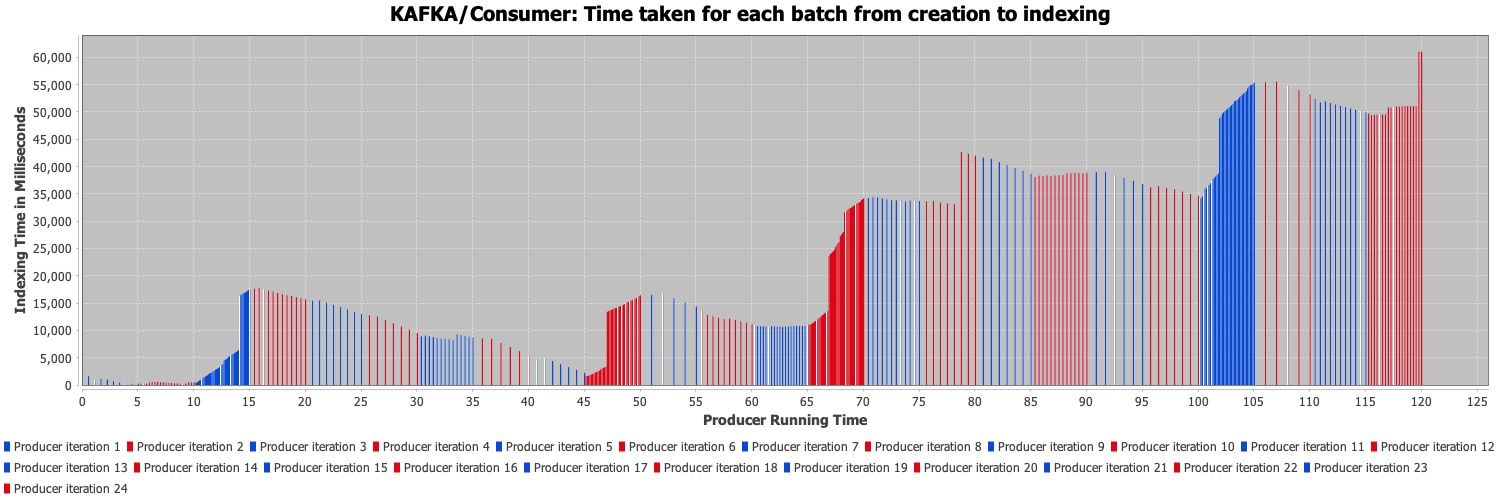 KAFKA/Consumer: Time taken for each batch from creation to indexing
Indexing Time in Milliseconds
60,000
55,000
50,000
45,000
40,000
35,000
30,000
25,000
20,000
15,000
10,000
5,000
0
0 5 10 15 20 25 30 35 40 45 50 55 60 65 70 75 80 85 90 95 100 105 110 115 120 125
Producer Running Time
Producer iteration 1 Producer iteration 2 Producer iteration 3 Producer iteration 4 Producer iteration 5 Producer iteration 6 Producer iteration 7 Producer iteration 8 Producer iteration 9 Producer iteration 10 Producer iteration 11 Producer iteration 12
Producer iteration 13 Producer iteration 14 Producer iteration 15 Producer iteration 16 Producer iteration 17 Producer iteration 18 Producer iteration 19 Producer iteration 20 Producer iteration 21 Producer iteration 22 Producer iteration 23
Producer iteration 24